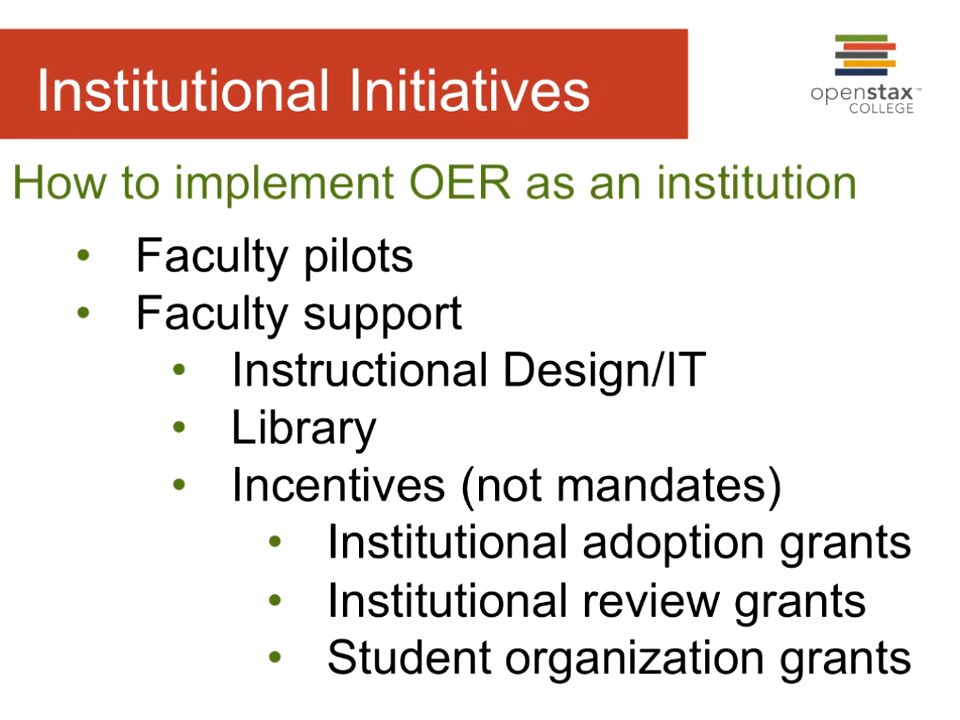 Institutional Initiatives
openstax™
COLLEGE
How to implement OER as an institution
• Faculty pilots
• Faculty support
• Instructional Design/IT
• Library
• Incentives (not mandates)
• Institutional adoption grants
• Institutional review grants
• Student organization grants